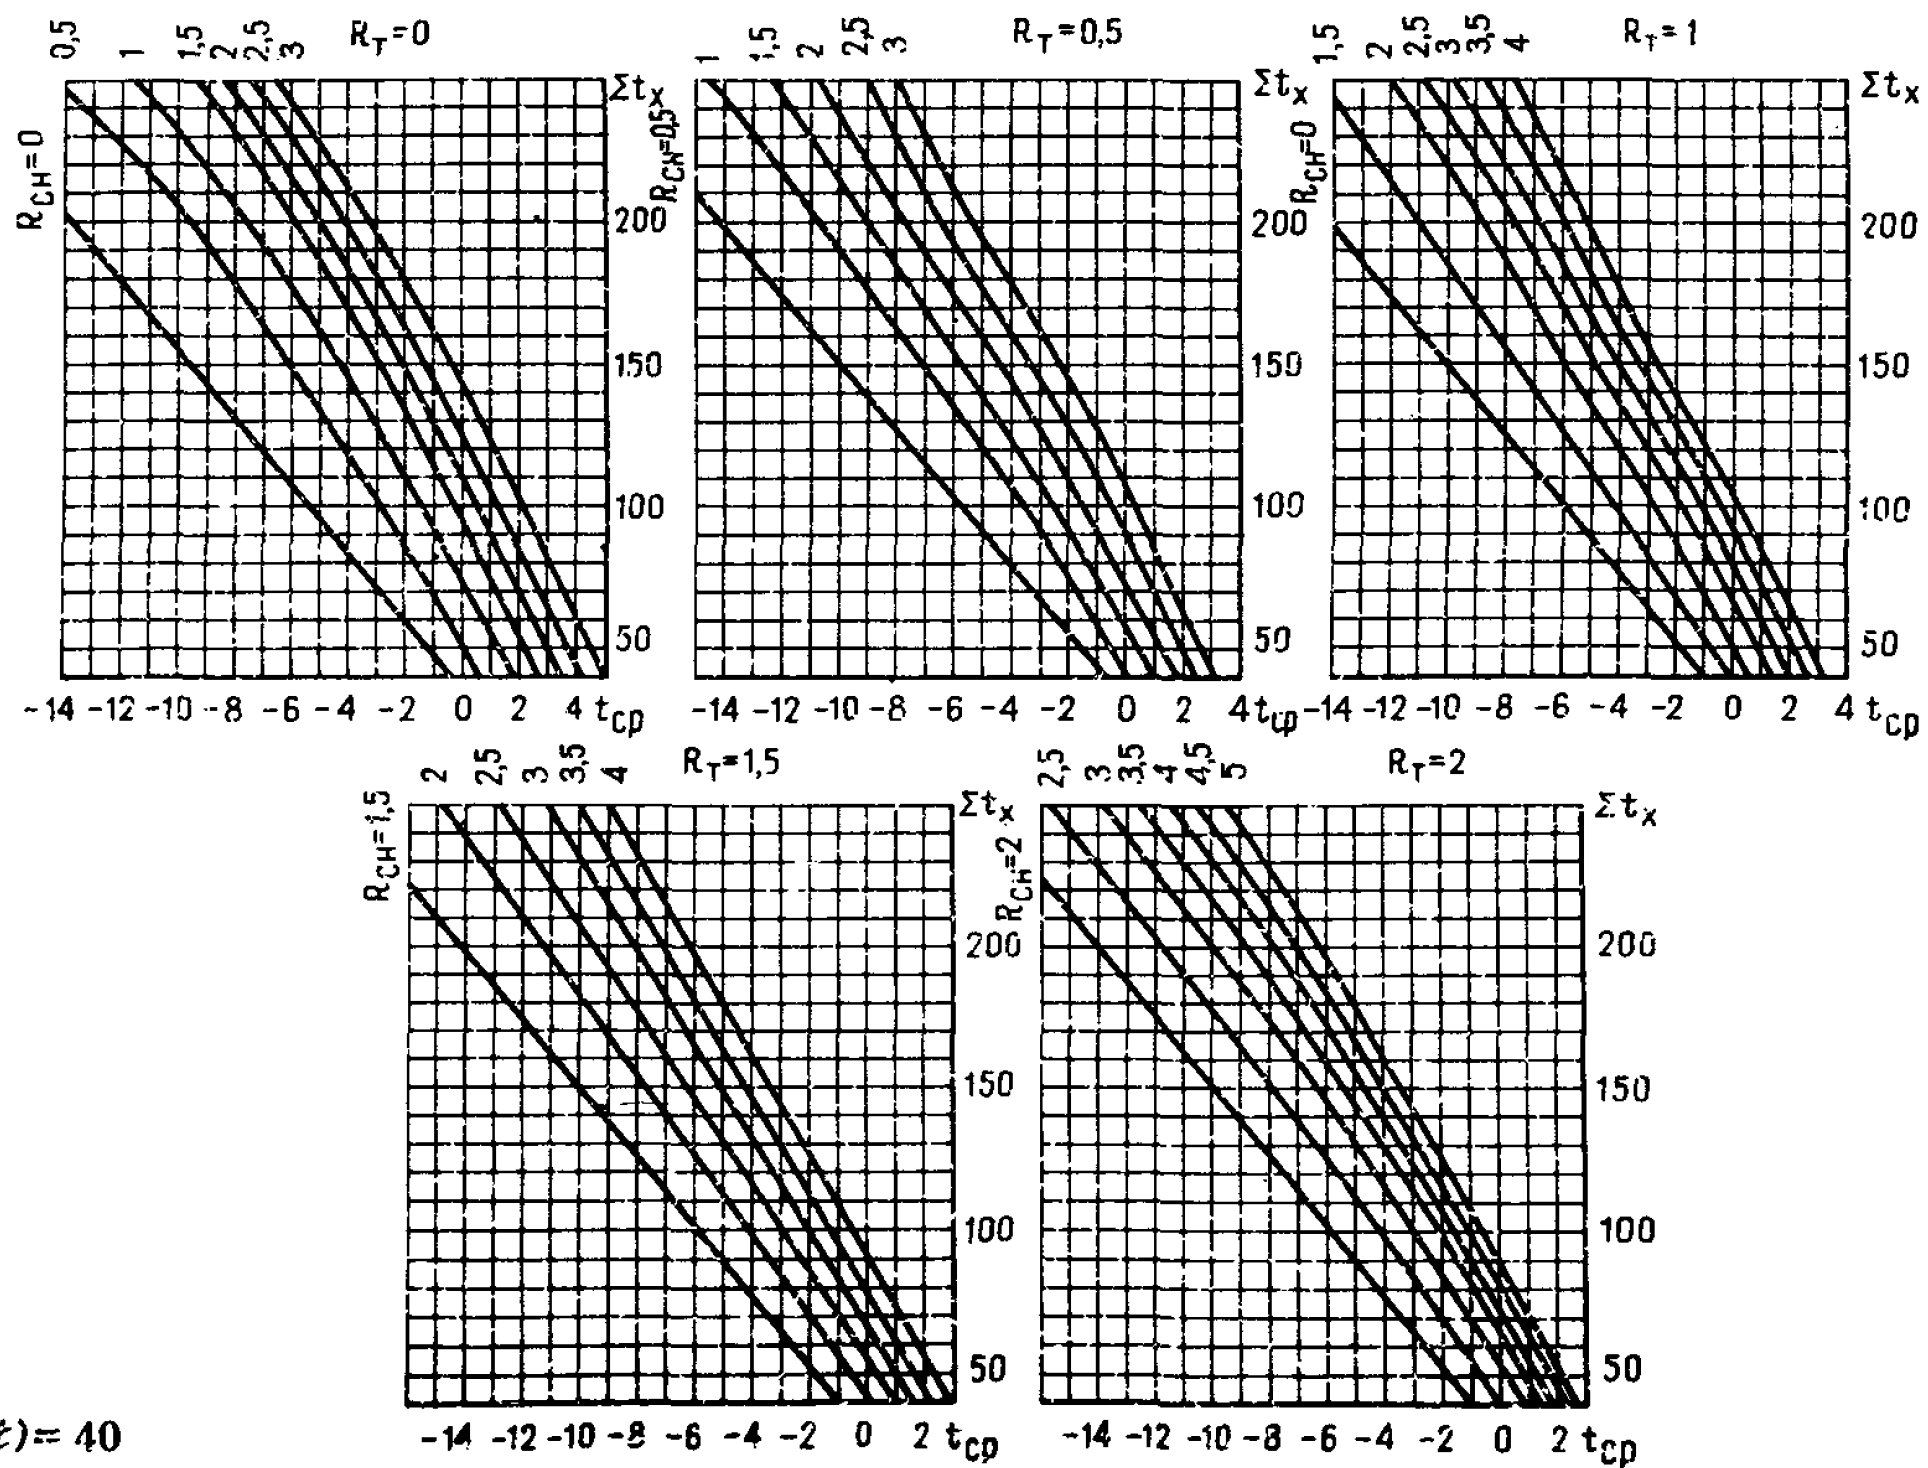 0,5 1 1,5 2 2,5 3 R_T=0
R_CH=0
Σt_x
200
150
100
50
-14 -12 -10 -8 -6 -4 -2 0 2 4 t_cp
1 1,5 2 2,5 3 R_T=0,5
R_CH=0,5
Σt_x
200
150
100
50
-14 -12 -10 -8 -6 -4 -2 0 2 4 t_cp
1,5 2 2,5 3 3,5 4 R_T=1
R_CH=0
Σt_x
200
150
100
50
-14 -12 -10 -8 -6 -4 -2 0 2 4 t_cp
2 2,5 3 3,5 4 R_T=1,5
R_CH=1,5
Σt_x
200
150
100
50
-14 -12 -10 -8 -6 -4 -2 0 2 t_cp
2,5 3 3,5 4 4,5 5 R_T=2
R_CH=2
Σt_x
200
150
100
50
-14 -12 -10 -8 -6 -4 -2 0 2 t_cp
t)= 40